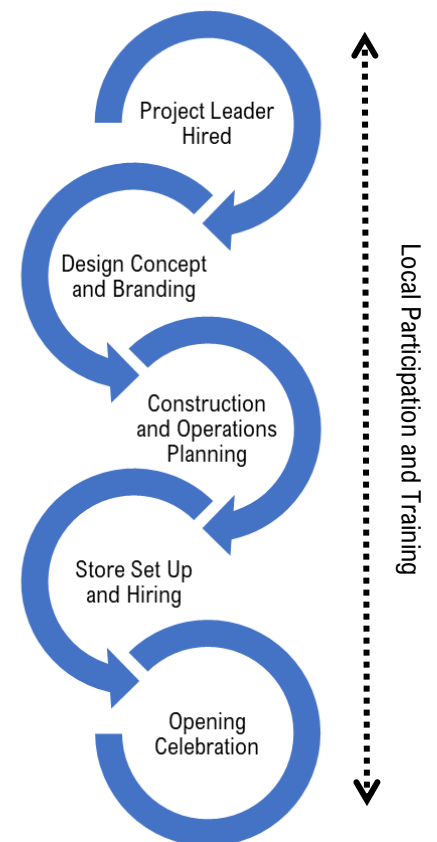 Project Leader
Hired
Design Concept
and Branding
Construction
and Operations
Planning
Store Set Up
and Hiring
Opening
Celebration
Local Participation and Training